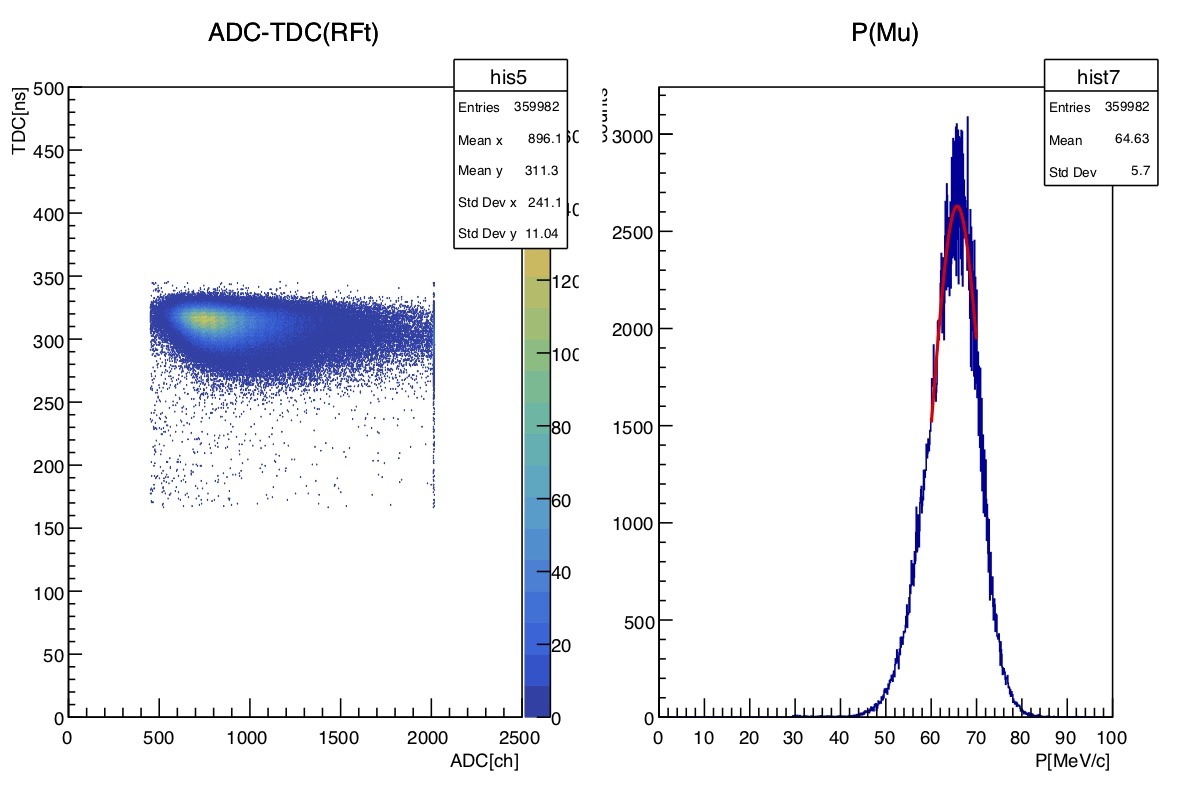 ADC-TDC(RFt)
TDC[ns]
500
450
400
350
300
250
200
150
100
50
0
0 500 1000 1500 2000 2500
ADC[ch]
his5
Entries 359982
Mean x 896.1
Mean y 311.3
Std Dev x 241.1
Std Dev y 11.04
120
100
80
60
40
20
0
P(Mu)
3000
2500
2000
1500
1000
500
0
0 10 20 30 40 50 60 70 80 90 100
P[MeV/c]
hist7
Entries 359982
Mean 64.63
Std Dev 5.7